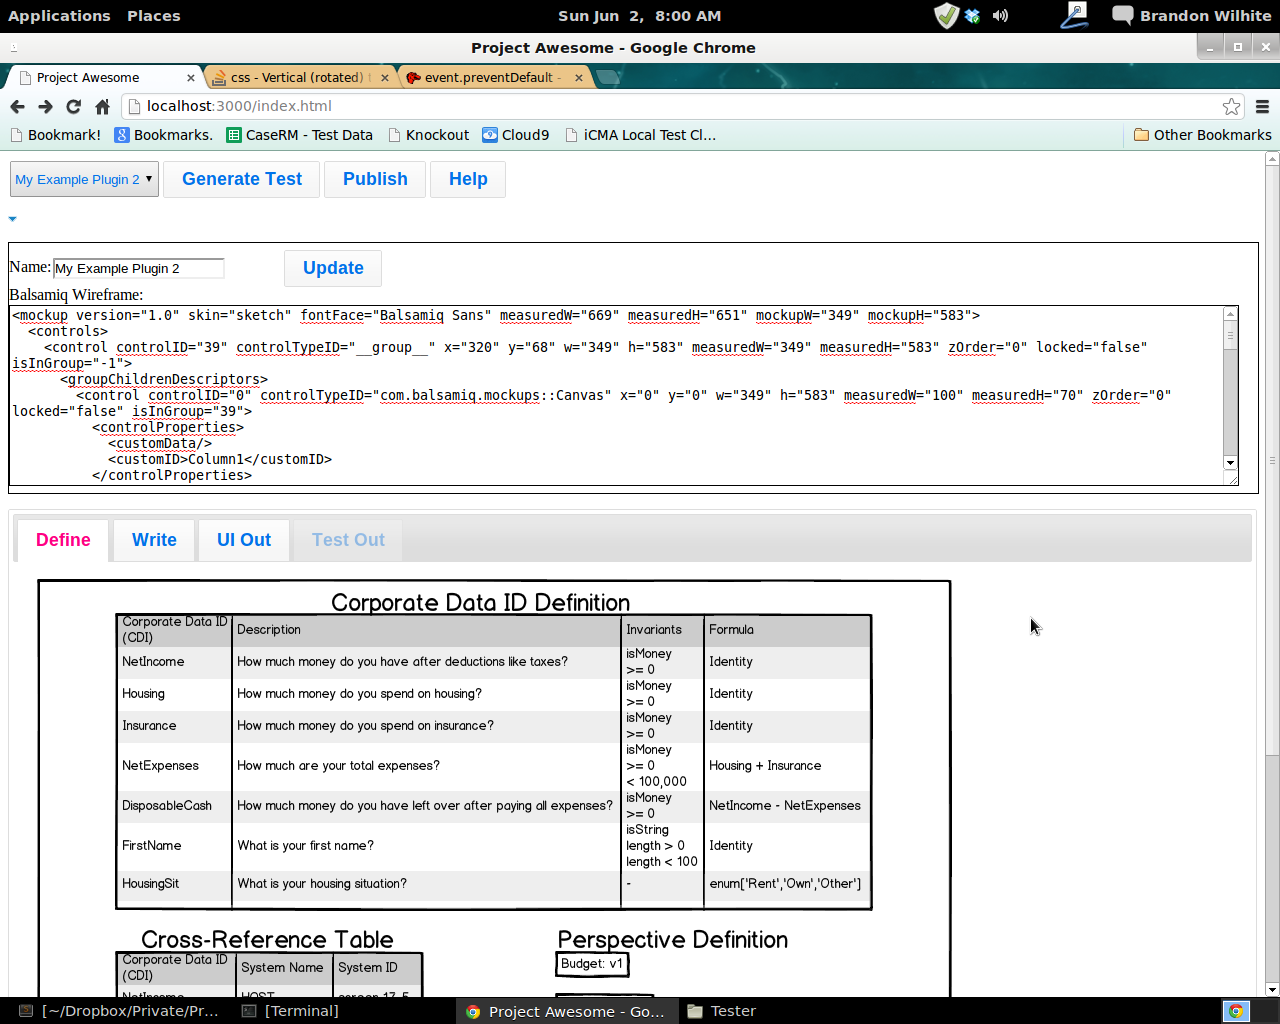 Applications Places Sun Jun 2, 8:00 AM Brandon Wilhite
Project Awesome - Google Chrome
Project Awesome css - Vertical (rotated) event.preventDefault -
localhost:3000/index.html
Bookmark! Bookmarks. CaseRM - Test Data Knockout Cloud9 iCMA Local Test Cl... Other Bookmarks
My Example Plugin 2 Generate Test Publish Help
Name: My Example Plugin 2 Update
Balsamiq Wireframe:
<mockup version="1.0" skin="sketch" fontFace="Balsamiq Sans" measuredW="669" measuredH="651" mockupW="349" mockupH="583">
<controls>
<control controlID="39" controlTypeID="__group__" x="320" y="68" w="349" h="583" measuredW="349" measuredH="583" zOrder="0" locked="false"
isInGroup="-1">
<groupChildrenDescriptors>
<control controlID="0" controlTypeID="com.balsamiq.mockups::Canvas" x="0" y="0" w="349" h="583" measuredW="100" measuredH="70" zOrder="0"
locked="false" isInGroup="39">
<controlProperties>
<customData/>
<customID>Column1</customID>
</controlProperties>
Define Write UI Out Test Out
Corporate Data ID Definition
Corporate Data ID
(CDI) Description Invariants Formula
NetIncome How much money do you have after deductions like taxes? isMoney
>= 0 Identity
Housing How much money do you spend on housing? isMoney
>= 0 Identity
Insurance How much money do you spend on insurance? isMoney
>= 0 Identity
NetExpenses How much are your total expenses? isMoney
>= 0
< 100,000 Housing + Insurance
DisposableCash How much money do you have left over after paying all expenses? isMoney
>= 0 NetIncome - NetExpenses
FirstName What is your first name? isString
length > 0
length < 100 Identity
HousingSit What is your housing situation? - enum['Rent','Own','Other']
Cross-Reference Table Perspective Definition
Corporate Data ID
(CDI) System Name System ID Budget: v1
NetIncome HOST screen 17, 5
[~/Dropbox/Private/Pr... [Terminal] Project Awesome - Go... Tester